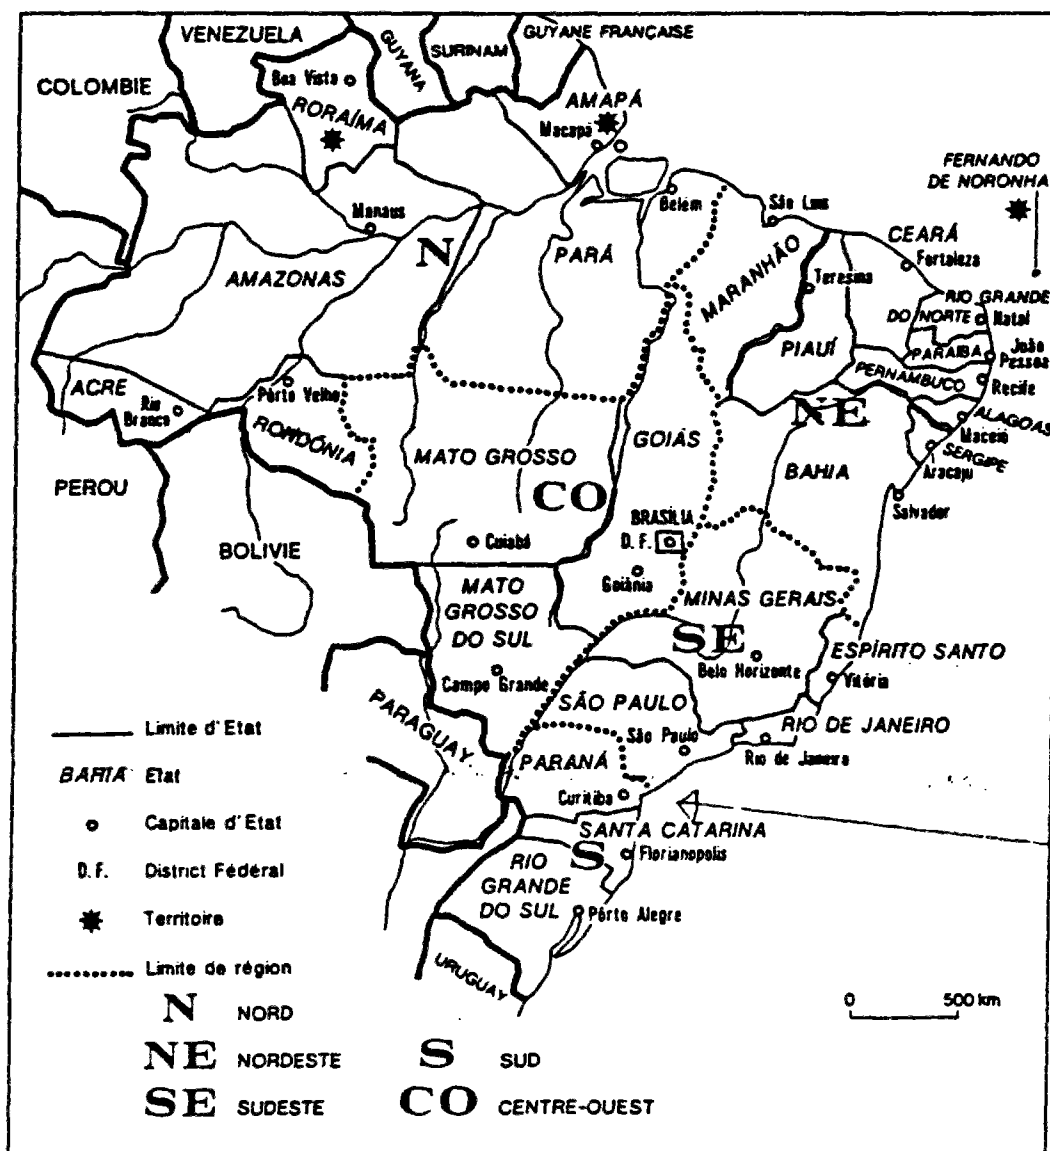 VENEZUELA
GUYANA
SURINAM
GUYANE FRANÇAISE
COLOMBIE
Boa Vista
RORAÍMA
AMAPÁ
Macapá
FERNANDO
DE NORONHA
Belém
São Luis
Manaus
N
PARÁ
CEARÁ
Fortaleza
AMAZONAS
MARANHÃO
Teresina
RIO GRANDE
DO NORTE
Natal
PIAUÍ
PARAIBA
João
Pessoa
PERNAMBUCO
Recife
ACRE
Rio
Branco
Pôrto Velho
RONDÔNIA
NE
ALAGOAS
Maceió
SERGIPE
Aracaju
GOIÁS
MATO GROSSO
BAHIA
PEROU
CO
Salvador
BRASÍLIA
D. F.
BOLIVIE
Cuiabá
Goiânia
MATO
GROSSO
DO SUL
MINAS GERAIS
SE
ESPÍRITO SANTO
Belo Horizonte
Vitória
Campo Grande
PARAGUAY
SÃO PAULO
RIO DE JANEIRO
São Paulo
Rio de Janeiro
PARANÁ
Curitiba
SANTA CATARINA
S
Florianopolis
RIO
GRANDE
DO SUL
Pôrto Alegre
URUGUAY
Limite d'Etat
BAHIA Etat
Capitale d'Etat
D.F. District Fédéral
Territoire
Limite de région
0 500 km
N NORD
NE NORDESTE
S SUD
SE SUDESTE
CO CENTRE-OUEST